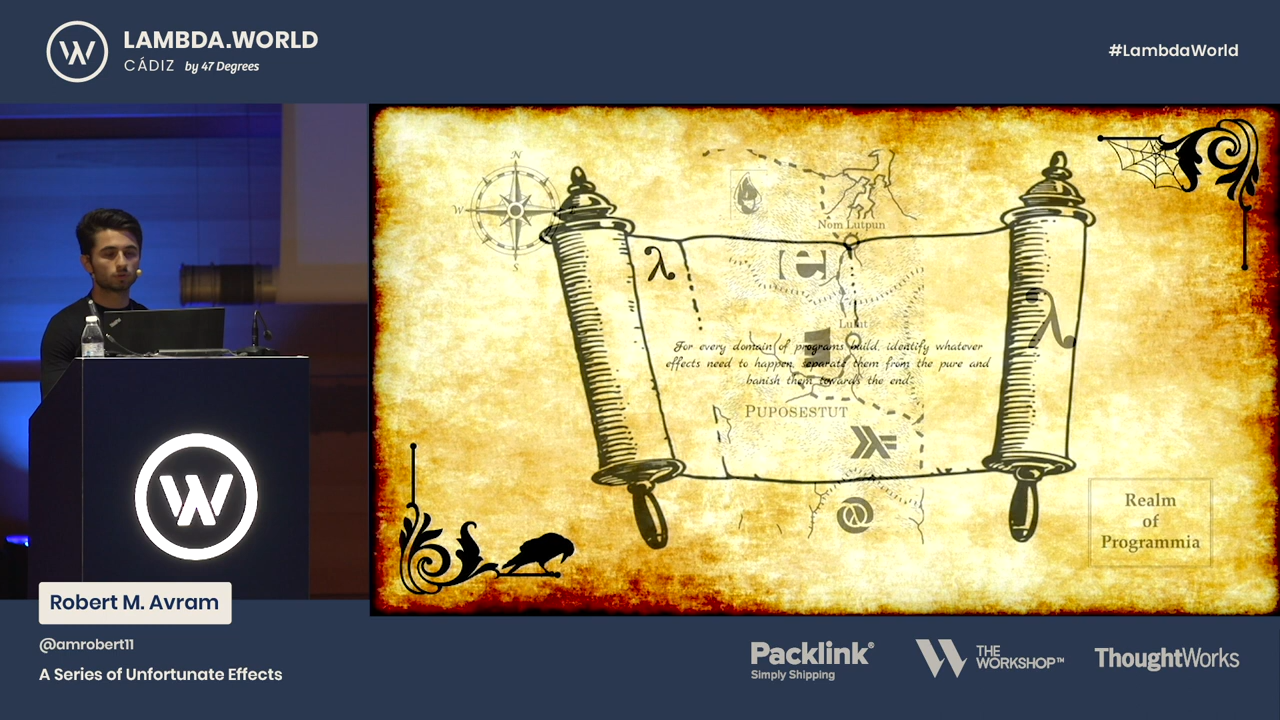 LAMBDA.WORLD
CÁDIZ by 47 Degrees
#LambdaWorld
N
W
S
Nom Lutpun
λ
e
λ
Lulut
For every domain of programs build, identify whatever
effects need to happen, separate them from the pure and
banish them towards the end.
PUPOSESTUT
Realm
of
Programmia
W
Robert M. Avram
@amrobert11
A Series of Unfortunate Effects
Packlink®
Simply Shipping
THE
WORKSHOP™
ThoughtWorks